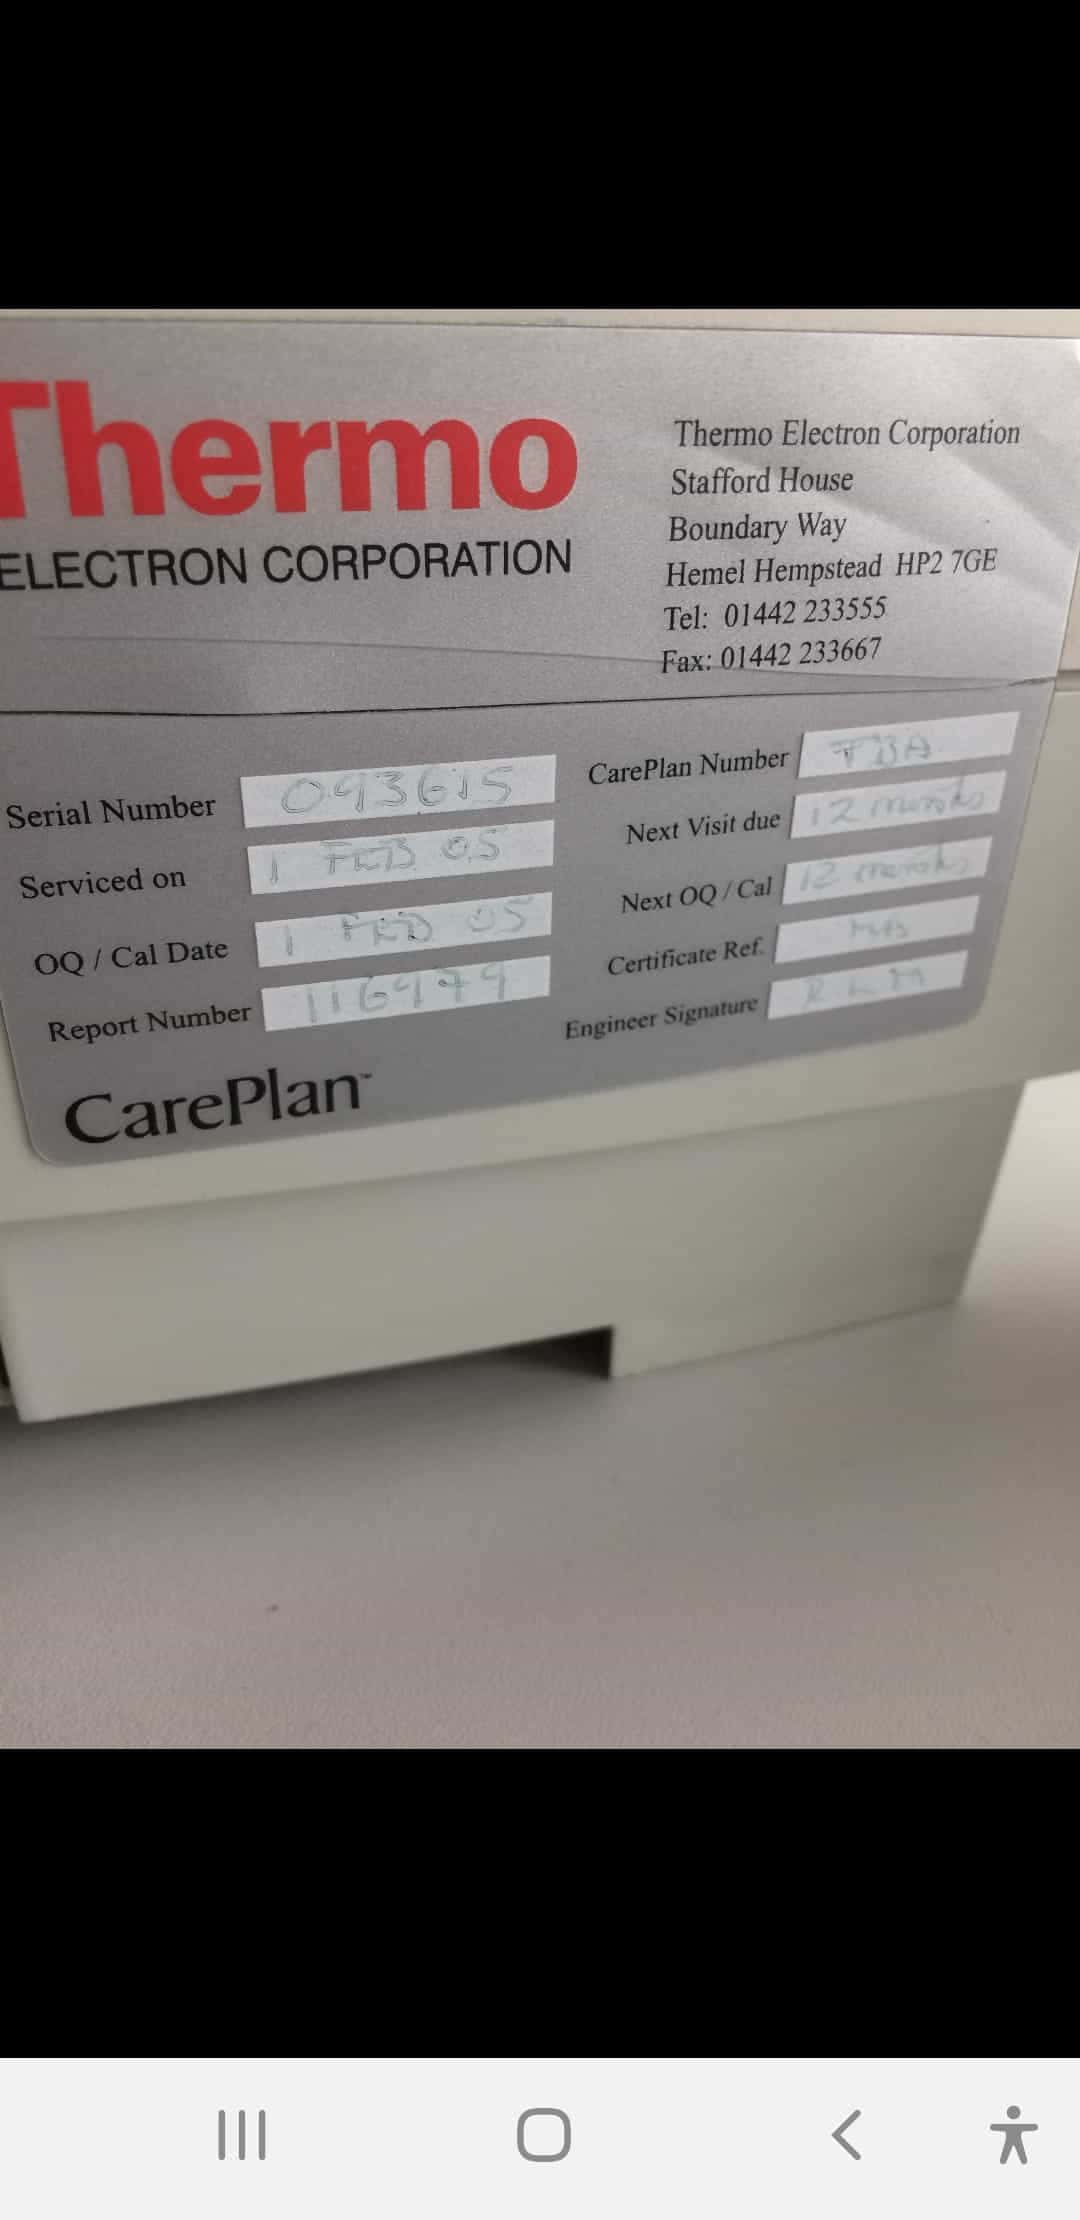 Thermo
ELECTRON CORPORATION
Thermo Electron Corporation
Stafford House
Boundary Way
Hemel Hempstead HP2 7GE
Tel: 01442 233555
Fax: 01442 233667
Serial Number 093615
Serviced on 1 FEB 05
OQ / Cal Date 1 FEB 05
Report Number 116979
CarePlan Number TBA
Next Visit due 12 months
Next OQ / Cal 12 months
Certificate Ref.
Engineer Signature RLM
CarePlan™